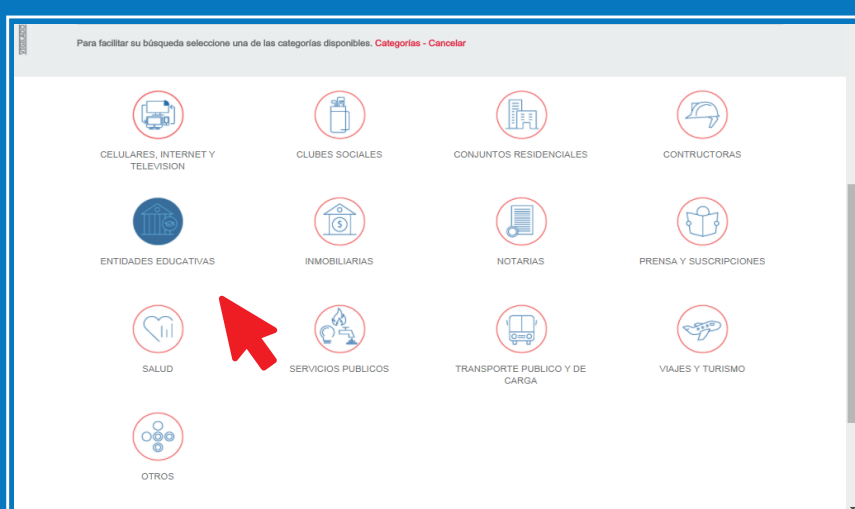 VIGILADO
Para facilitar su búsqueda seleccione una de las categorías disponibles. Categorías - Cancelar
CELULARES, INTERNET Y
TELEVISION
CLUBES SOCIALES
CONJUNTOS RESIDENCIALES
CONTRUCTORAS
ENTIDADES EDUCATIVAS
INMOBILIARIAS
NOTARIAS
PRENSA Y SUSCRIPCIONES
SALUD
SERVICIOS PUBLICOS
TRANSPORTE PUBLICO Y DE
CARGA
VIAJES Y TURISMO
OTROS